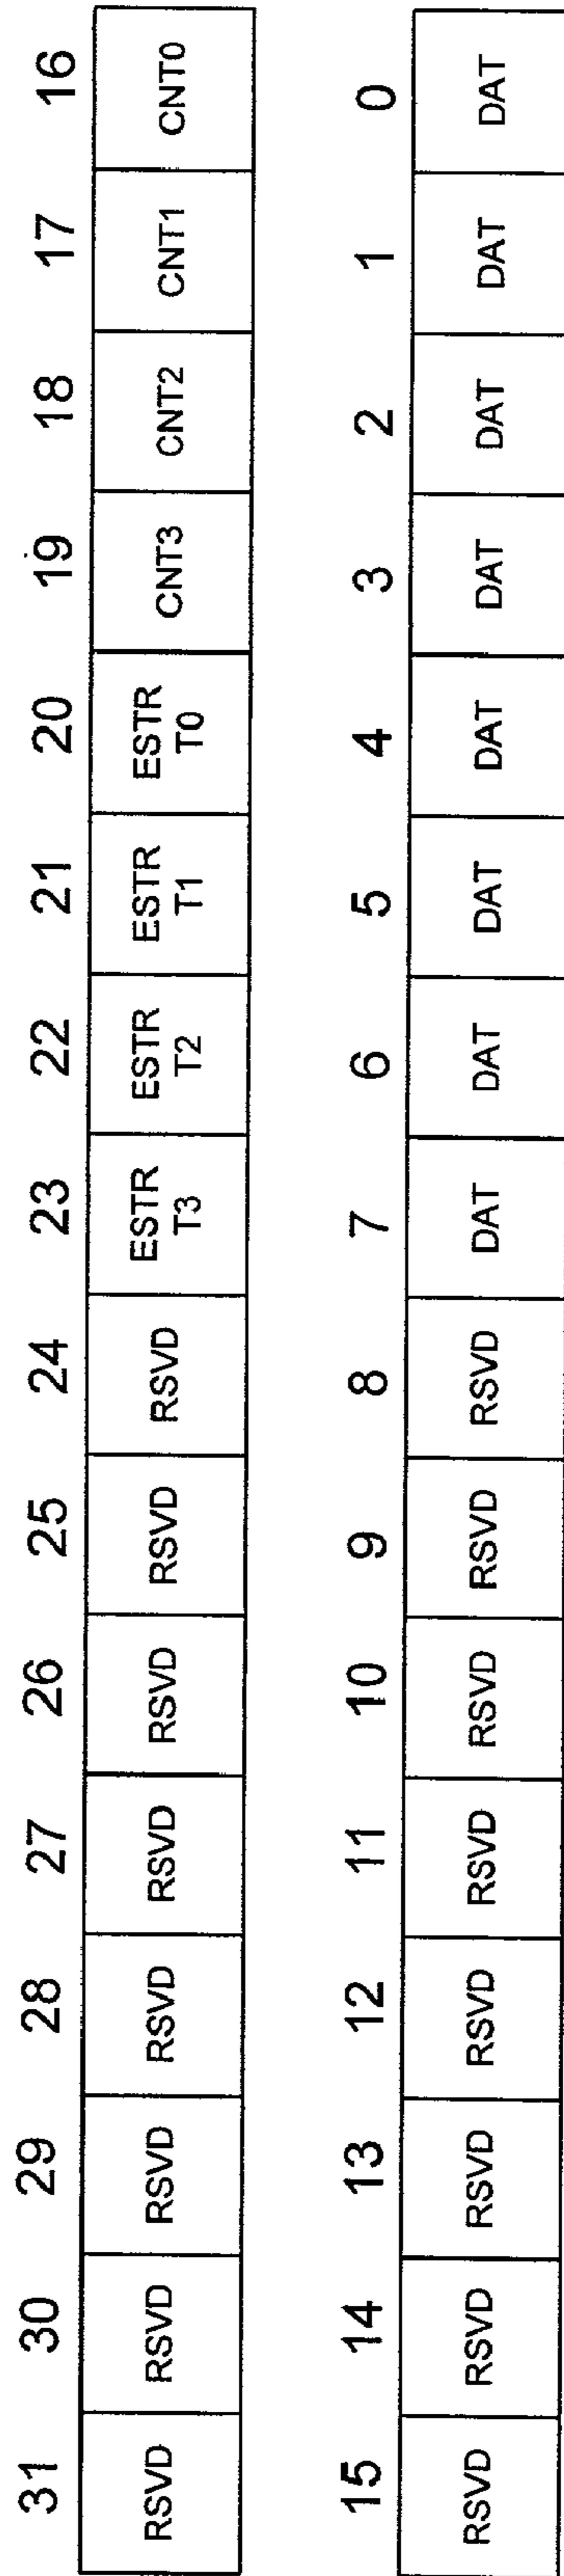 31 30 29 28 27 26 25 24 23 22 21 20 19 18 17 16
RSVD RSVD RSVD RSVD RSVD RSVD RSVD RSVD ESTR ESTR ESTR ESTR CNT3 CNT2 CNT1 CNT0
T3 T2 T1 T0
15 14 13 12 11 10 9 8 7 6 5 4 3 2 1 0
RSVD RSVD RSVD RSVD RSVD RSVD RSVD RSVD DAT DAT DAT DAT DAT DAT DAT DAT